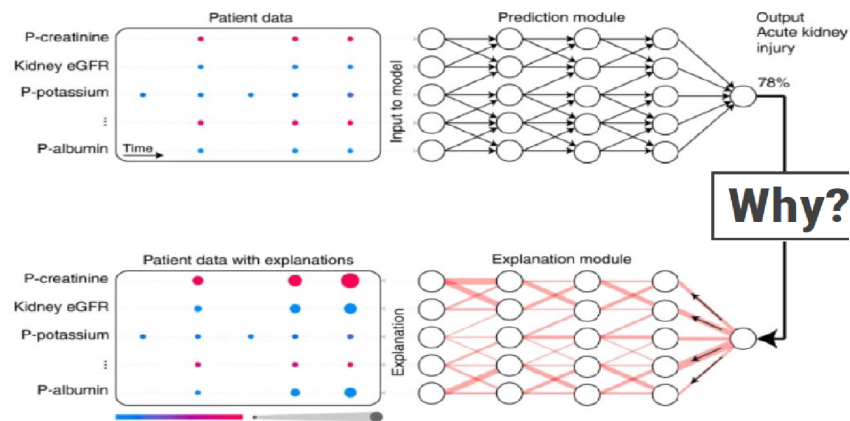 Patient data
Prediction module
Output
Acute kidney
injury
P-creatinine
Kidney eGFR
P-potassium
⋮
P-albumin
Time
Input to model
78%
Why?
Patient data with explanations
Explanation module
P-creatinine
Kidney eGFR
P-potassium
⋮
P-albumin
Explanation